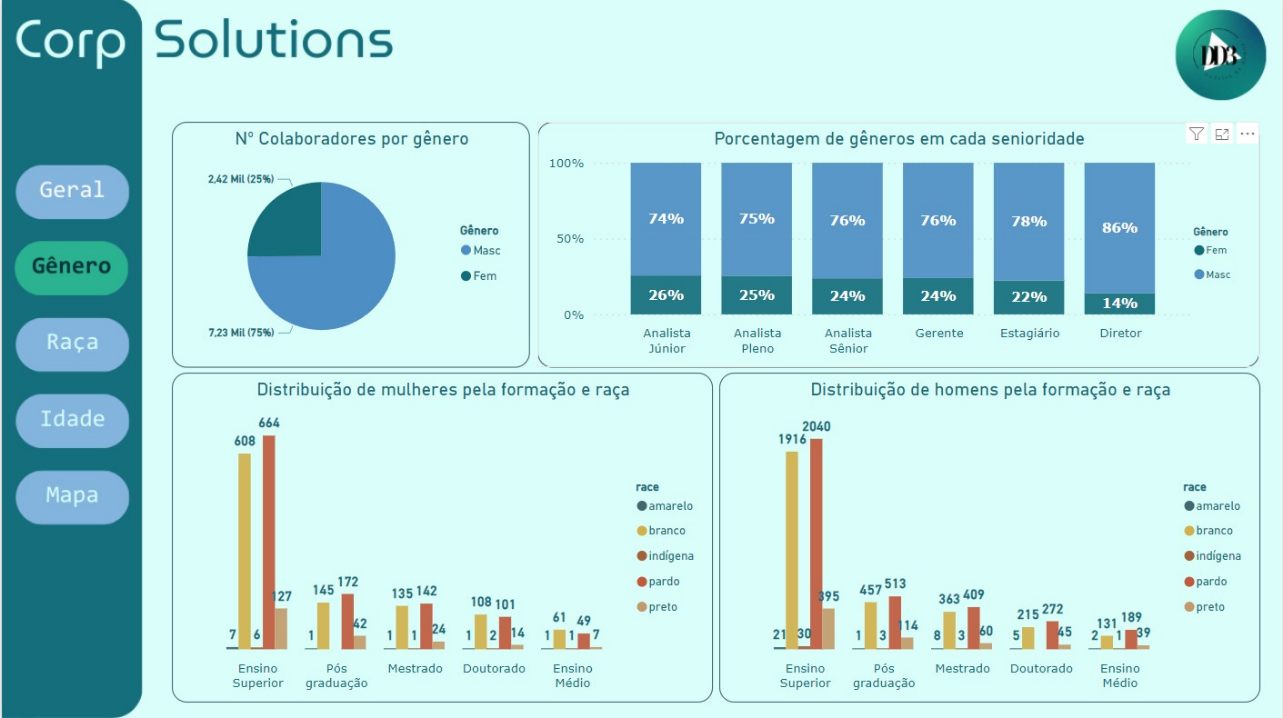 Corp Solutions
DD3
Geral
Gênero
Raça
Idade
Mapa
Nº Colaboradores por gênero
2,42 Mil (25%)
7,23 Mil (75%)
Gênero
Masc
Fem
Porcentagem de gêneros em cada senioridade
100%
50%
0%
74% 75% 76% 76% 78% 86%
26% 25% 24% 24% 22% 14%
Analista Júnior
Analista Pleno
Analista Sênior
Gerente
Estagiário
Diretor
Gênero
Fem
Masc
Distribuição de mulheres pela formação e raça
7 608 6 664 127
1 145 172 42
1 135 1 142 24
1 108 2 101 14
1 61 1 49 7
Ensino Superior
Pós graduação
Mestrado
Doutorado
Ensino Médio
race
amarelo
branco
indígena
pardo
preto
Distribuição de homens pela formação e raça
21 1916 30 2040 395
1 457 3 513 114
8 363 3 409 60
5 215 272 45
2 131 1 189 39
Ensino Superior
Pós graduação
Mestrado
Doutorado
Ensino Médio
race
amarelo
branco
indígena
pardo
preto